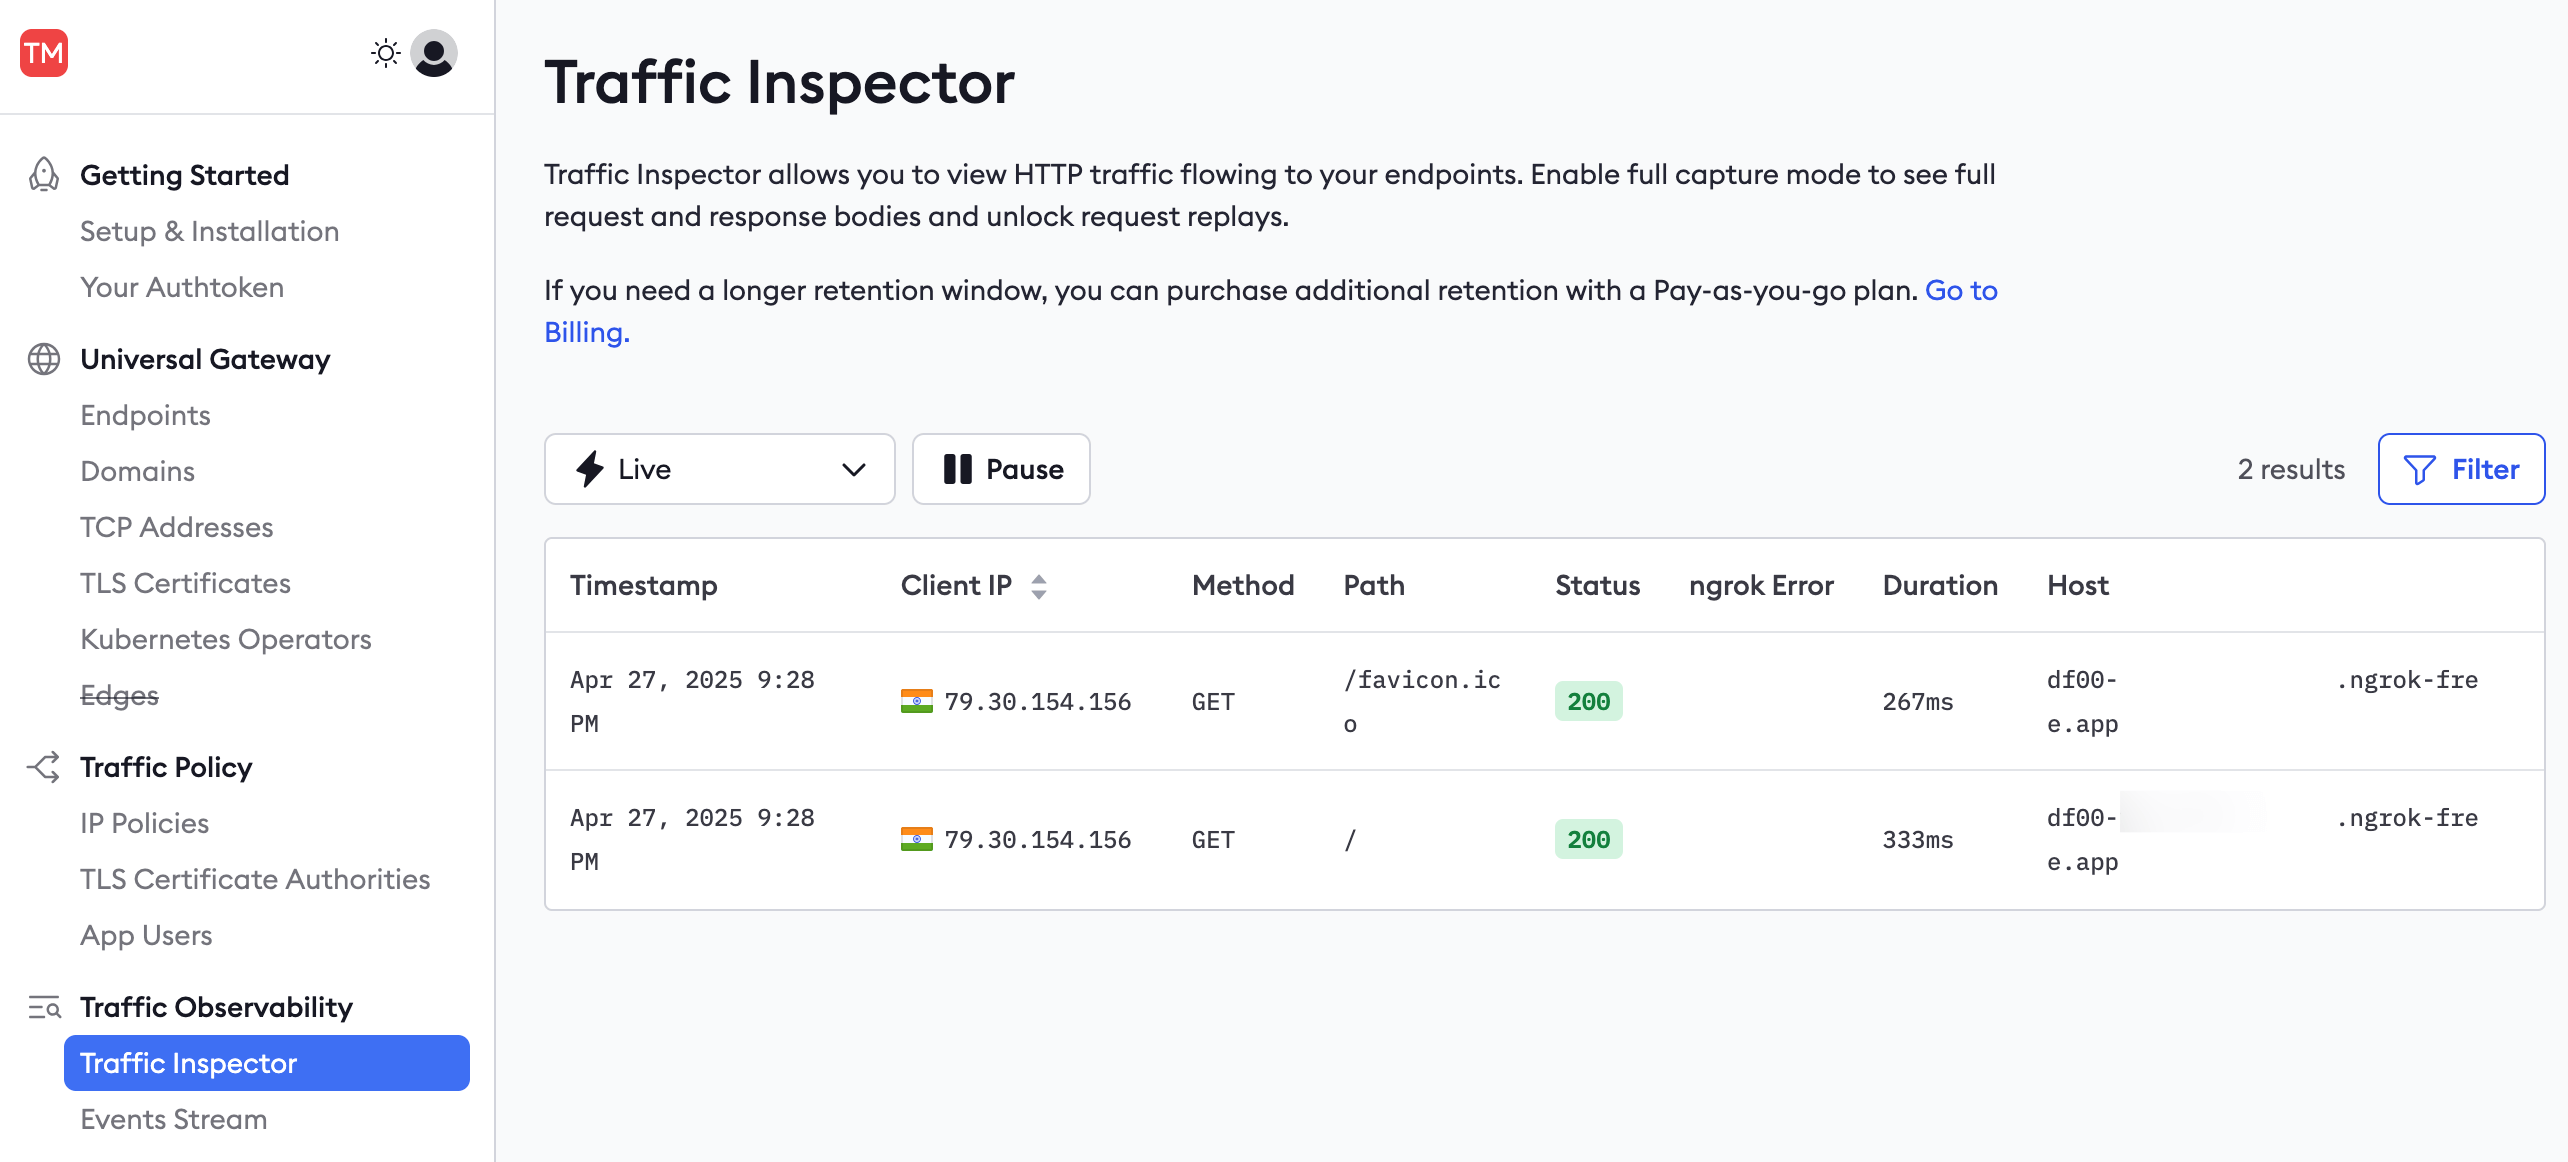 TM
Getting Started
Setup & Installation
Your Authtoken
Universal Gateway
Endpoints
Domains
TCP Addresses
TLS Certificates
Kubernetes Operators
Edges
Traffic Policy
IP Policies
TLS Certificate Authorities
App Users
Traffic Observability
Traffic Inspector
Events Stream
Traffic Inspector
Traffic Inspector allows you to view HTTP traffic flowing to your endpoints. Enable full capture mode to see full
request and response bodies and unlock request replays.
If you need a longer retention window, you can purchase additional retention with a Pay-as-you-go plan. Go to
Billing.
Live
Pause
2 results
Filter
Timestamp Client IP Method Path Status ngrok Error Duration Host
Apr 27, 2025 9:28 /favicon.ic df00- .ngrok-fre
79.30.154.156 GET 200 267ms
PM o e.app
Apr 27, 2025 9:28 df00- .ngrok-fre
79.30.154.156 GET / 200 333ms
PM e.app